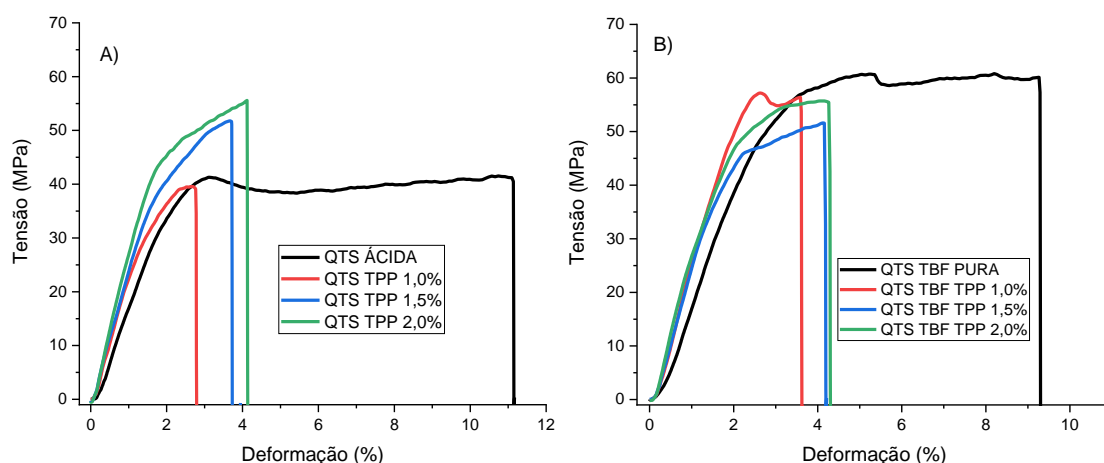 A)
Tensão (MPa)
70
60
50
40
30
20
10
0
QTS ÁCIDA
QTS TPP 1,0%
QTS TPP 1,5%
QTS TPP 2,0%
0 2 4 6 8 10 12
Deformação (%)
B)
Tensão (MPa)
70
60
50
40
30
20
10
0
QTS TBF PURA
QTS TBF TPP 1,0%
QTS TBF TPP 1,5%
QTS TBF TPP 2,0%
0 2 4 6 8 10
Deformação (%)